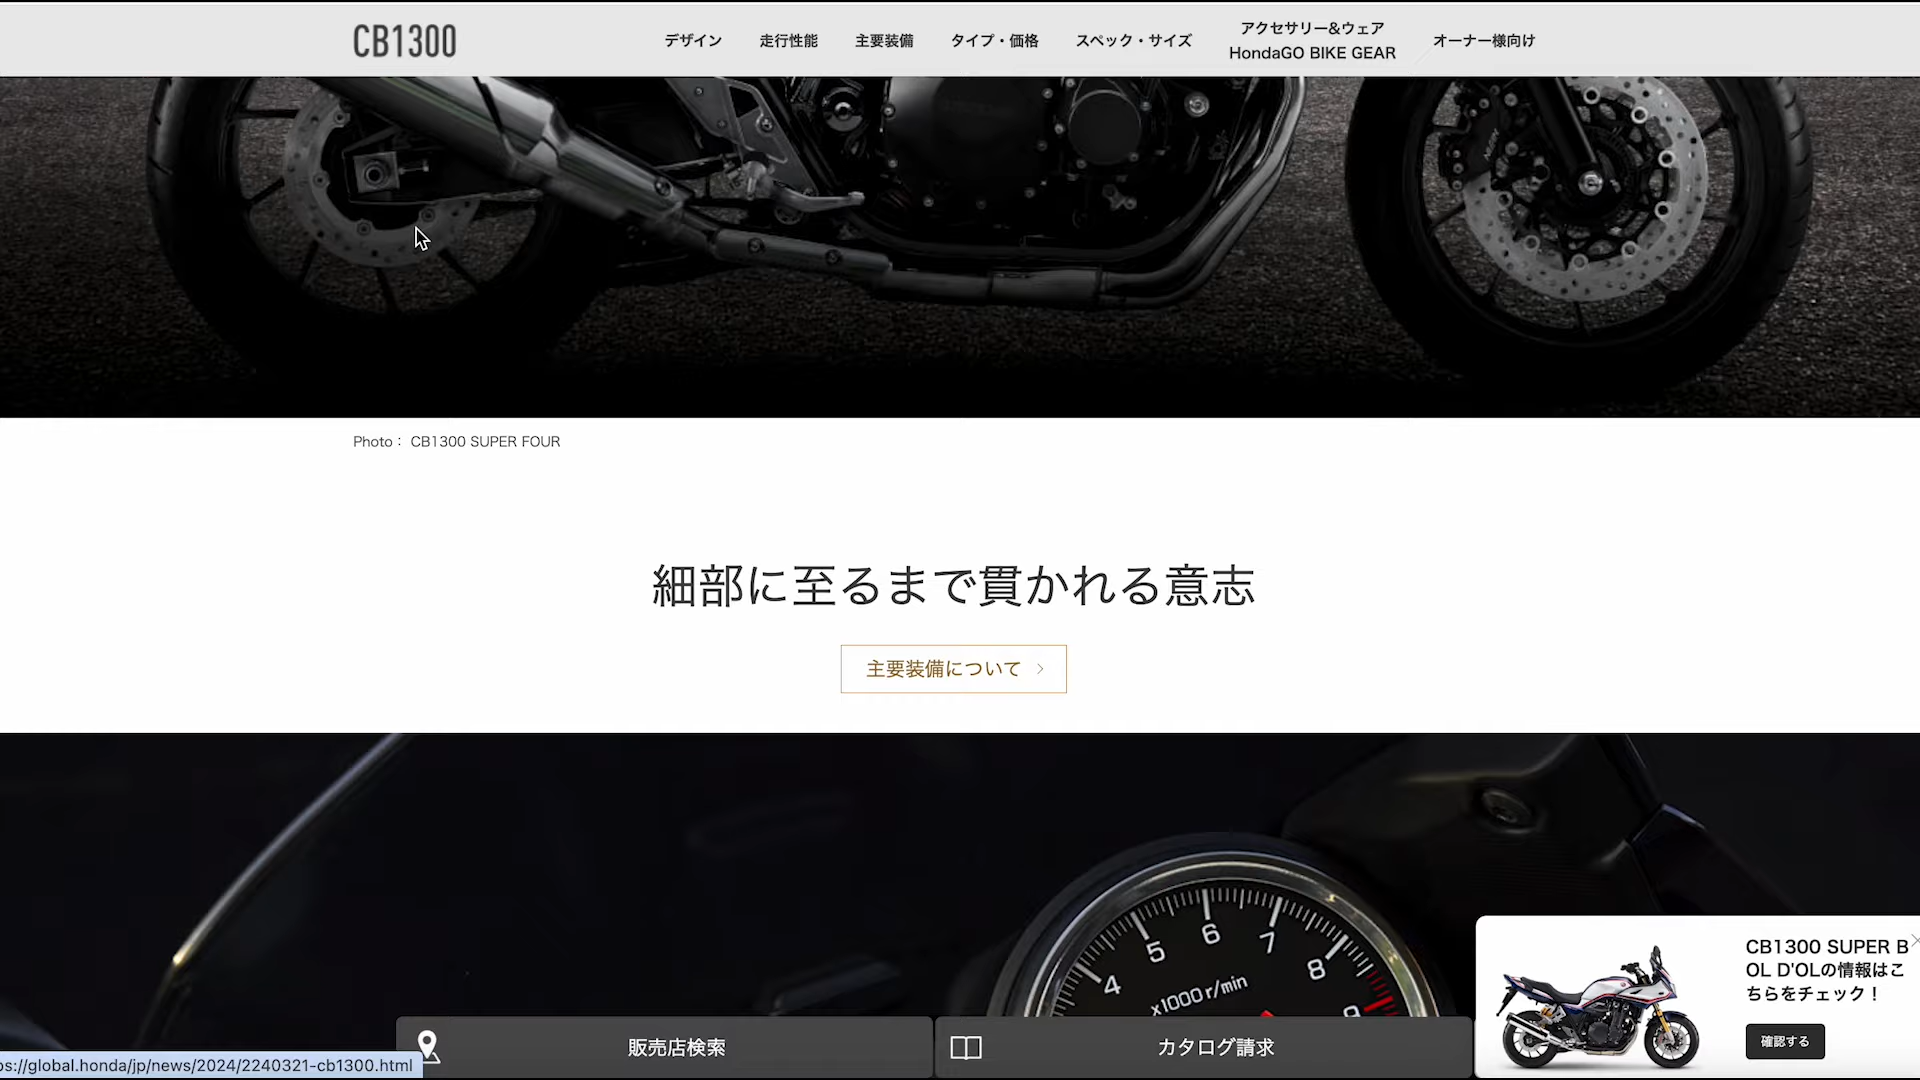 CB1300
デザイン
走行性能
主要装備
タイプ・価格
スペック・サイズ
アクセサリー&ウェア
HondaGO BIKE GEAR
オーナー様向け
Photo： CB1300 SUPER FOUR
細部に至るまで貫かれる意志
主要装備について
4 5 6 7 8 9
x1000 r/min
CB1300 SUPER B
OL D'OLの情報はこ
ちらをチェック！
確認する
販売店検索
カタログ請求
ps://global.honda/jp/news/2024/2240321-cb1300.html